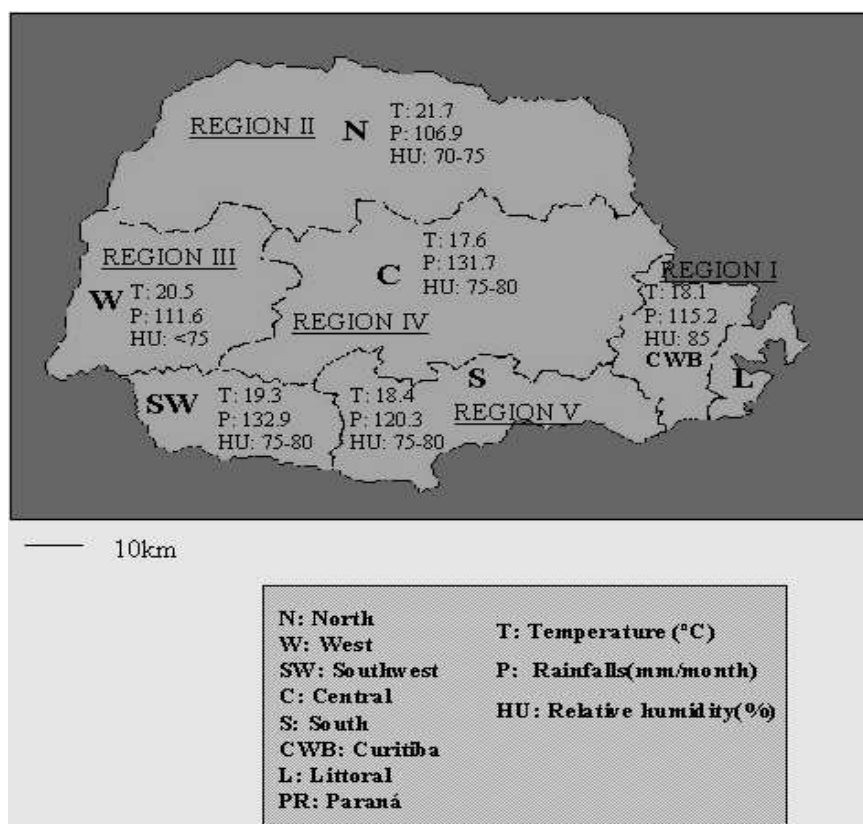 REGION II
N
T: 21.7
P: 106.9
HU: 70-75
REGION III
W
T: 20.5
P: 111.6
HU: <75
C
T: 17.6
P: 131.7
HU: 75-80
REGION IV
REGION I
T: 18.1
P: 115.2
HU: 85
CWB
L
SW
T: 19.3
P: 132.9
HU: 75-80
T: 18.4
P: 120.3
HU: 75-80
S
REGION V
10km
N: North
W: West
SW: Southwest
C: Central
S: South
CWB: Curitiba
L: Littoral
PR: Paraná
T: Temperature (°C)
P: Rainfalls(mm/month)
HU: Relative humidity(%)